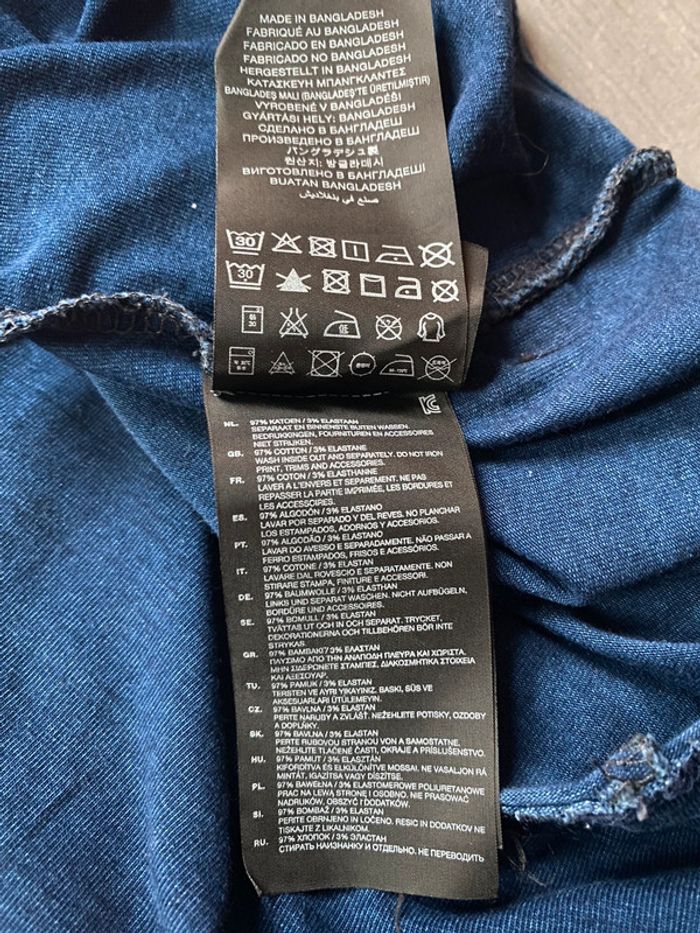 MADE IN BANGLADESH
FABRIQUÉ AU BANGLADESH
FABRICADO EN BANGLADESH
FABRICADO NO BANGLADESH
HERGESTELLT IN BANGLADESH
ΚΑΤΑΣΚΕΥΗ ΜΠΑΝΓΚΛΑΝΤΕΣ
BANGLADEŞ MALI (BANGLADEŞ'TE ÜRETILMIŞTIR)
VYROBENÉ V BANGLADÉŠI
GYÁRTÁSI HELY: BANGLADESH
СДЕЛАНО В БАНГЛАДЕШ
ПРОИЗВЕДЕНО В БАНГЛАДЕШ
バングラデシュ製
원산지: 방글라데시
ВИГОТОВЛЕНО В БАНГЛАДЕШІ
BUATAN BANGLADESH
صنع في بنغلاديش
30
30
30
NL. 97% KATOEN / 3% ELASTAAN
SEPARAAT EN BINNENSTE BUITEN WASSEN.
BEDRUKKINGEN, FOURNITUREN EN ACCESSOIRES
NIET STRIJKEN.
GB. 97% COTTON / 3% ELASTANE
WASH INSIDE OUT AND SEPARATELY. DO NOT IRON
PRINT, TRIMS AND ACCESSORIES.
FR. 97% COTON / 3% ELASTHANNE
LAVER A L'ENVERS ET SEPAREMENT. NE PAS
REPASSER LA PARTIE IMPRIMÉE, LES BORDURES ET
LES ACCESSOIRES.
ES. 97% ALGODÓN / 3% ELASTANO
LAVAR POR SEPARADO Y DEL REVES. NO PLANCHAR
LOS ESTAMPADOS, ADORNOS Y ACCESORIOS.
PT. 97% ALGODÃO / 3% ELASTANO
LAVAR DO AVESSO E SEPARADAMENTE. NÃO PASSAR A
FERRO ESTAMPADOS, FRISOS E ACESSÓRIOS.
IT. 97% COTONE / 3% ELASTAN
LAVARE DAL ROVESCIO E SEPARATAMENTE. NON
STIRARE STAMPA, FINITURE E ACCESSORI.
DE. 97% BAUMWOLLE / 3% ELASTHAN
LINKS UND SEPARAT WASCHEN. NICHT AUFBÜGELN,
BORDÜRE UND ACCESSOIRES.
SE. 97% BOMULL / 3% ELASTAN
TVÄTTAS UT OCH IN OCH SEPARAT. TRYCKET,
DEKORATIONERNA OCH TILLBEHÖREN BÖR INTE
STRYKAS.
GR. 97% ΒΑΜΒΑΚΙ / 3% ΕΛΑΣΤΑΝ
ΠΛΥΣΙΜΟ ΑΠΟ ΤΗΝ ΑΝΑΠΟΔΗ ΠΛΕΥΡΑ ΚΑΙ ΧΩΡΙΣΤΑ.
ΜΗΝ ΣΙΔΕΡΩΝΕΤΕ ΣΤΑΜΠΕΣ, ΔΙΑΚΟΣΜΗΤΙΚΑ ΣΤΟΙΧΕΙΑ
ΚΑΙ ΑΞΕΣΟΥΑΡ.
TU. 97% PAMUK / 3% ELASTAN
TERSTEN VE AYRI YIKAYINIZ. BASKI, SÜS VE
AKSESUARLARI ÜTÜLEMEYIN.
CZ. 97% BAVLNA / 3% ELASTAN
PERTE NARUBY A ZVLÁŠT. NEŽEHLITE POTISKY, OZDOBY
A DOPLŇKY.
SK. 97% BAVLNA / 3% ELASTAN
PERTE RUBOVOU STRANOU VON A SAMOSTATNE.
NEŽEHLITE TLAČENÉ ČASTI, OKRAJE A PRÍSLUŠENSTVO.
HU. 97% PAMUT / 3% ELASZTÁN
KIFORDÍTVA ÉS ELKÜLÖNÍTVE MOSSA. NE VASALJON RÁ
MINTÁT, IGAZÍTSA VAGY DÍSZÍTSE.
PL. 97% BAWEŁNA / 3% ELASTOMEROWE POLIURETANOWE
PRAĆ NA LEWĄ STRONĘ I OSOBNO. NIE PRASOWAĆ
NADRUKÓW, OBSZYĆ I DODATKÓW.
SI. 97% BOMBAŽ / 3% ELASTAN
PERITE OBRNJENO IN LOČENO. RESIC IN DODATKOV NE
TISKAJTE Z LIKALNIKOM.
RU. 97% ХЛОПОК / 3% ЭЛАСТАН
СТИРАТЬ НАИЗНАНКУ И ОТДЕЛЬНО. НЕ ПЕРЕВОДИТЬ